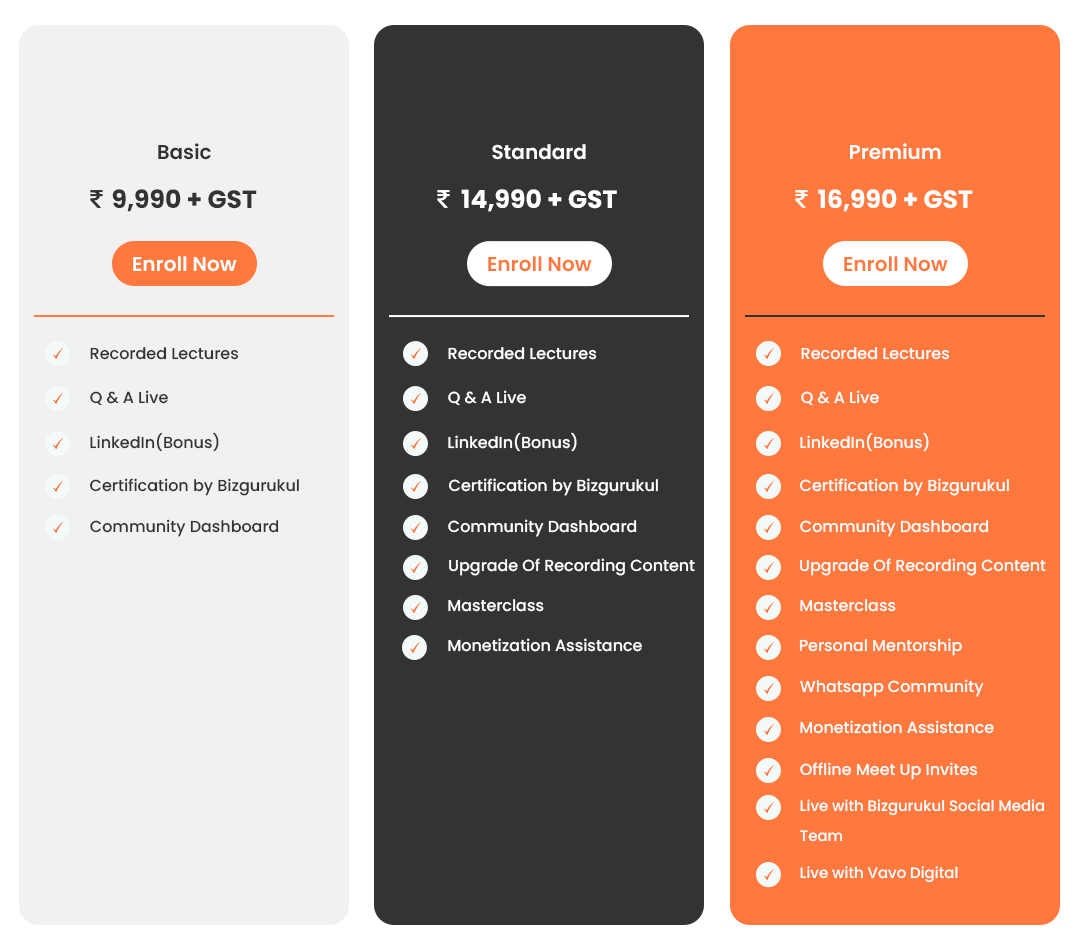 Basic
₹ 9,990 + GST
Enroll Now
Recorded Lectures
Q & A Live
LinkedIn(Bonus)
Certification by Bizgurukul
Community Dashboard
Standard
₹ 14,990 + GST
Enroll Now
Recorded Lectures
Q & A Live
LinkedIn(Bonus)
Certification by Bizgurukul
Community Dashboard
Upgrade Of Recording Content
Masterclass
Monetization Assistance
Premium
₹ 16,990 + GST
Enroll Now
Recorded Lectures
Q & A Live
LinkedIn(Bonus)
Certification by Bizgurukul
Community Dashboard
Upgrade Of Recording Content
Masterclass
Personal Mentorship
Whatsapp Community
Monetization Assistance
Offline Meet Up Invites
Live with Bizgurukul Social Media
Team
Live with Vavo Digital